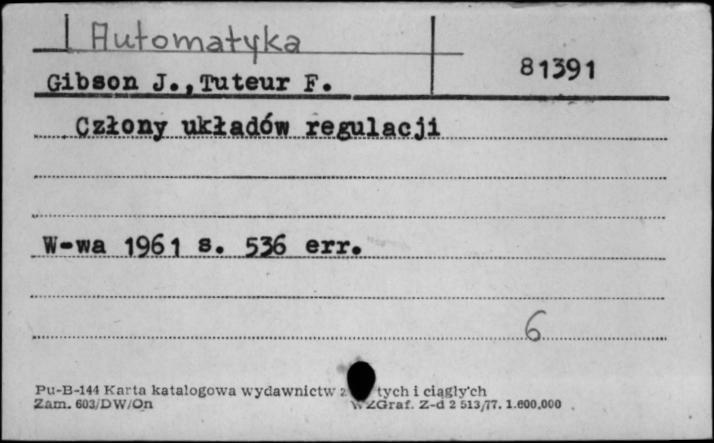 Automatyka
81391
Gibson J.,Tuteur F.
Człony układów regulacji
W-wa 1961 s. 536 err.
6
Pu-B-144 Karta katalogowa wydawnictw z tych i ciągłych
Zam. 603/DW/On WZGraf. Z-d 2 513/77. 1.600.000